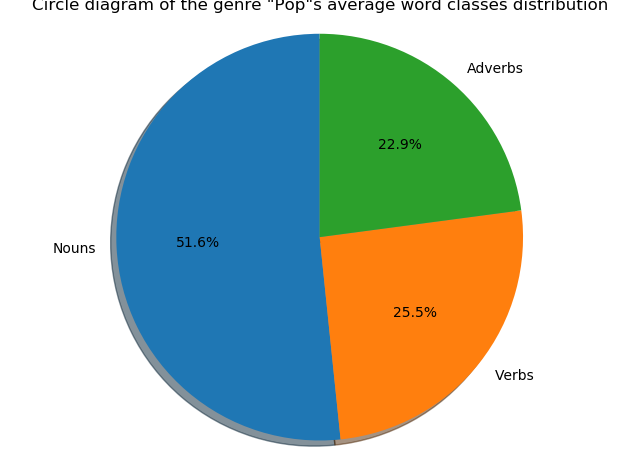 Circle diagram of the genre "Pop"s average word classes distribution
Adverbs
22.9%
Nouns
51.6%
25.5%
Verbs